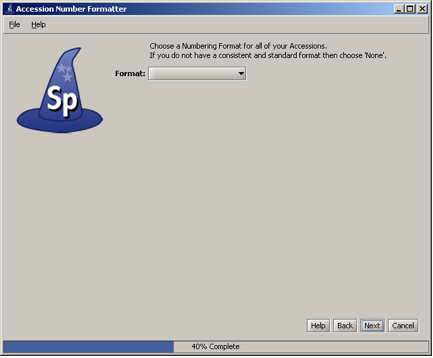 Accession Number Formatter
File Help
Choose a Numbering Format for all of your Accessions.
If you do not have a consistent and standard format then choose 'None'.
Format:
Sp
Help Back Next Cancel
40% Complete